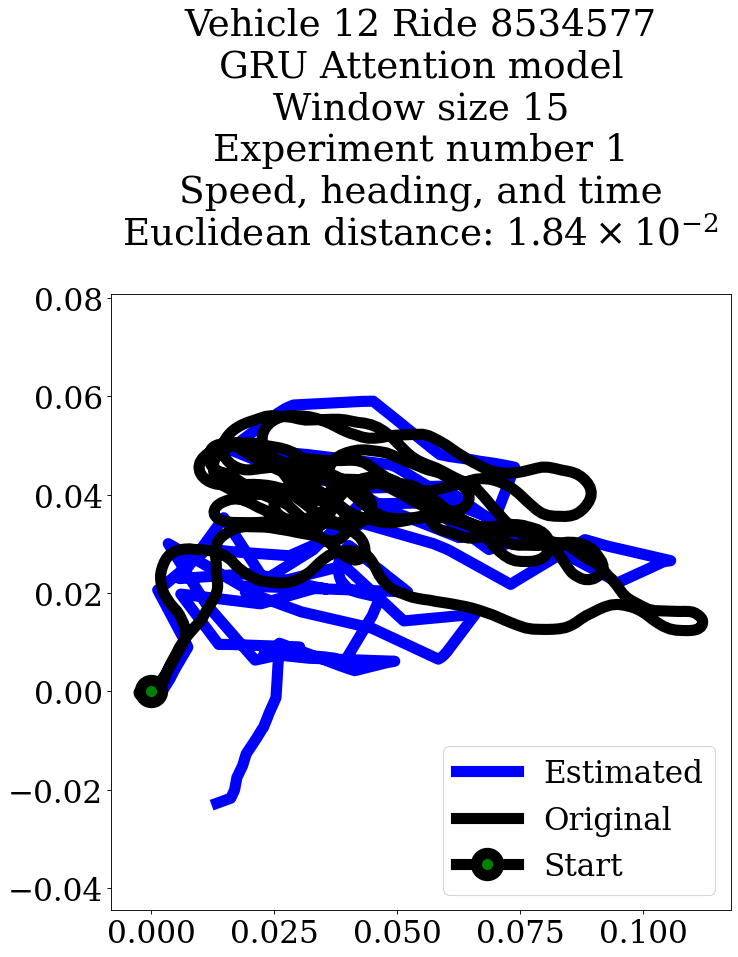 Vehicle 12 Ride 8534577
GRU Attention model
Window size 15
Experiment number 1
Speed, heading, and time
Euclidean distance: 1.84 × 10⁻²
0.08
0.06
0.04
0.02
0.00
−0.02
−0.04
Estimated
Original
Start
0.000 0.025 0.050 0.075 0.100